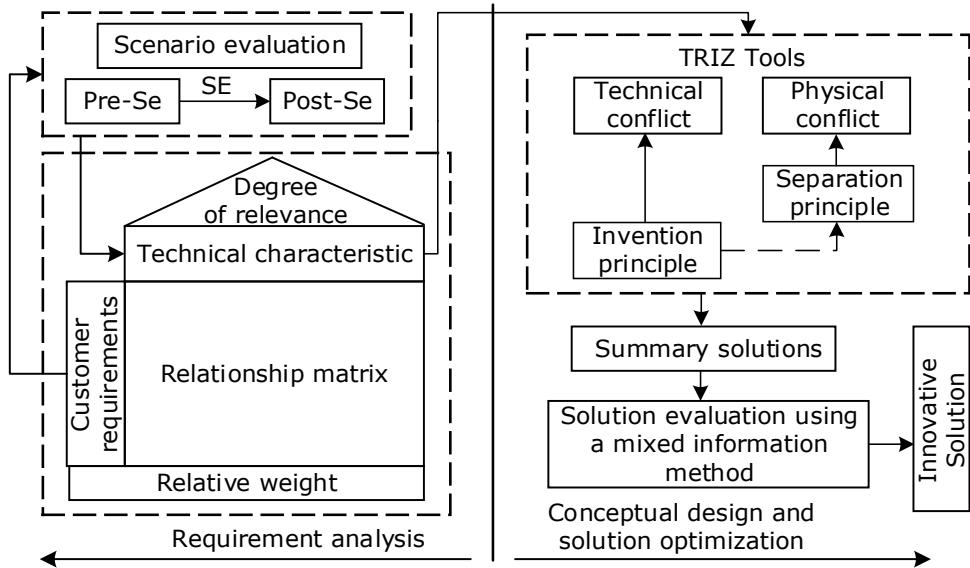 Scenario evaluation
Pre-Se
SE
Post-Se
Degree
of relevance
Technical characteristic
Customer
requirements
Relationship matrix
Relative weight
Requirement analysis
TRIZ Tools
Technical
conflict
Physical
conflict
Separation
principle
Invention
principle
Summary solutions
Solution evaluation using
a mixed information
method
Innovative
Solution
Conceptual design and
solution optimization